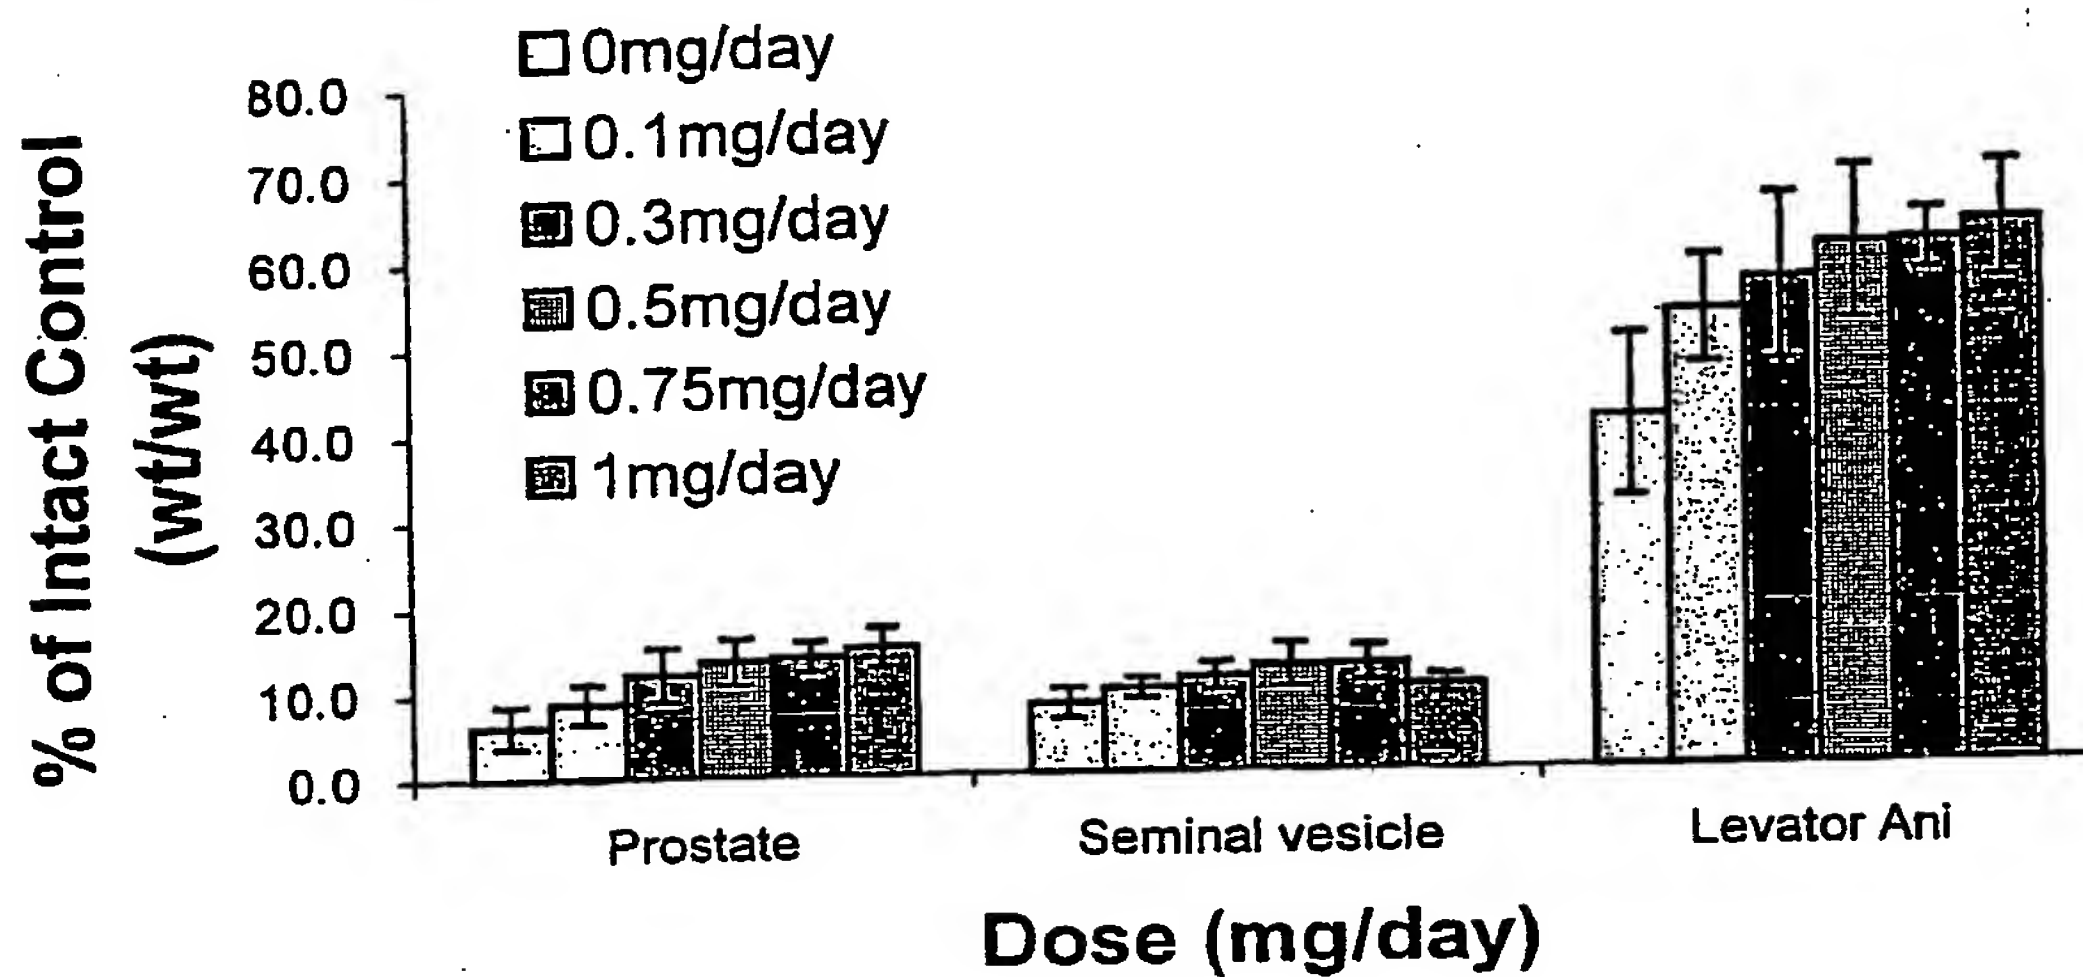 0mg/day
0.1mg/day
0.3mg/day
0.5mg/day
0.75mg/day
1mg/day
% of Intact Control
(wt/wt)
80.0
70.0
60.0
50.0
40.0
30.0
20.0
10.0
0.0
Prostate
Seminal vesicle
Levator Ani
Dose (mg/day)